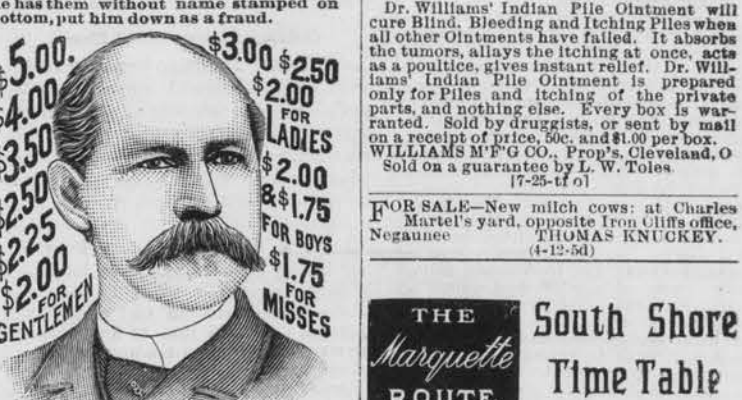 e has them without name stamped on
ottom, put him down as a fraud.
$5.00.
$4.00
$3.50
$2.50
$2.25
$2.00
FOR
GENTLEMEN
$3.00 $2.50
$2.00
FOR
LADIES
$2.00
& $1.75
FOR BOYS
$1.75
FOR
MISSES
Dr. Williams' Indian Pile Ointment will
cure Blind. Bleeding and Itching Piles when
all other Ointments have failed. It absorbs
the tumors, allays the itching at once, acts
as a poultice, gives instant relief. Dr. Will-
iams' Indian Pile Ointment is prepared
only for Piles and itching of the private
parts, and nothing else. Every box is war-
ranted. Sold by druggists, or sent by mail
on a receipt of price, 50c. and $1.00 per box.
WILLIAMS M'F'G CO., Prop's, Cleveland, O
Sold on a guarantee by L. W. Toles
[7-25-tf o]
FOR SALE—New milch cows: at Charles
Martel's yard, opposite Iron Cliffs office,
Negaunee THOMAS KNUCKEY.
(4-12-5d)
THE
Marquette
ROUTE
South Shore
Time Table